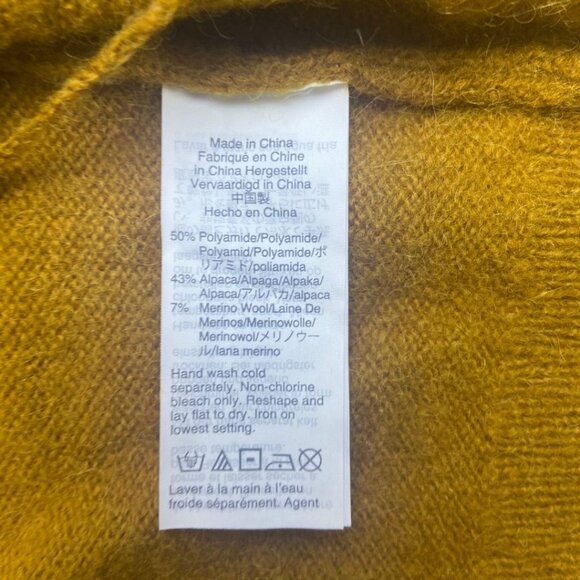 Made in China
Fabriqué en Chine
in China Hergestellt
Vervaardigd in China
中国製
Hecho en China
50% Polyamide/Polyamide/
Polyamid/Polyamide/ポ
リアミド/poliamida
43% Alpaca/Alpaga/Alpaka/
Alpaca/アルパカ/alpaca
7% Merino Wool/Laine De
Merinos/Merinowolle/
Merinowol/メリノウー
ル/lana merino
Hand wash cold
separately. Non-chlorine
bleach only. Reshape and
lay flat to dry. Iron on
lowest setting.
Laver à la main à l'eau
froide séparément. Agent